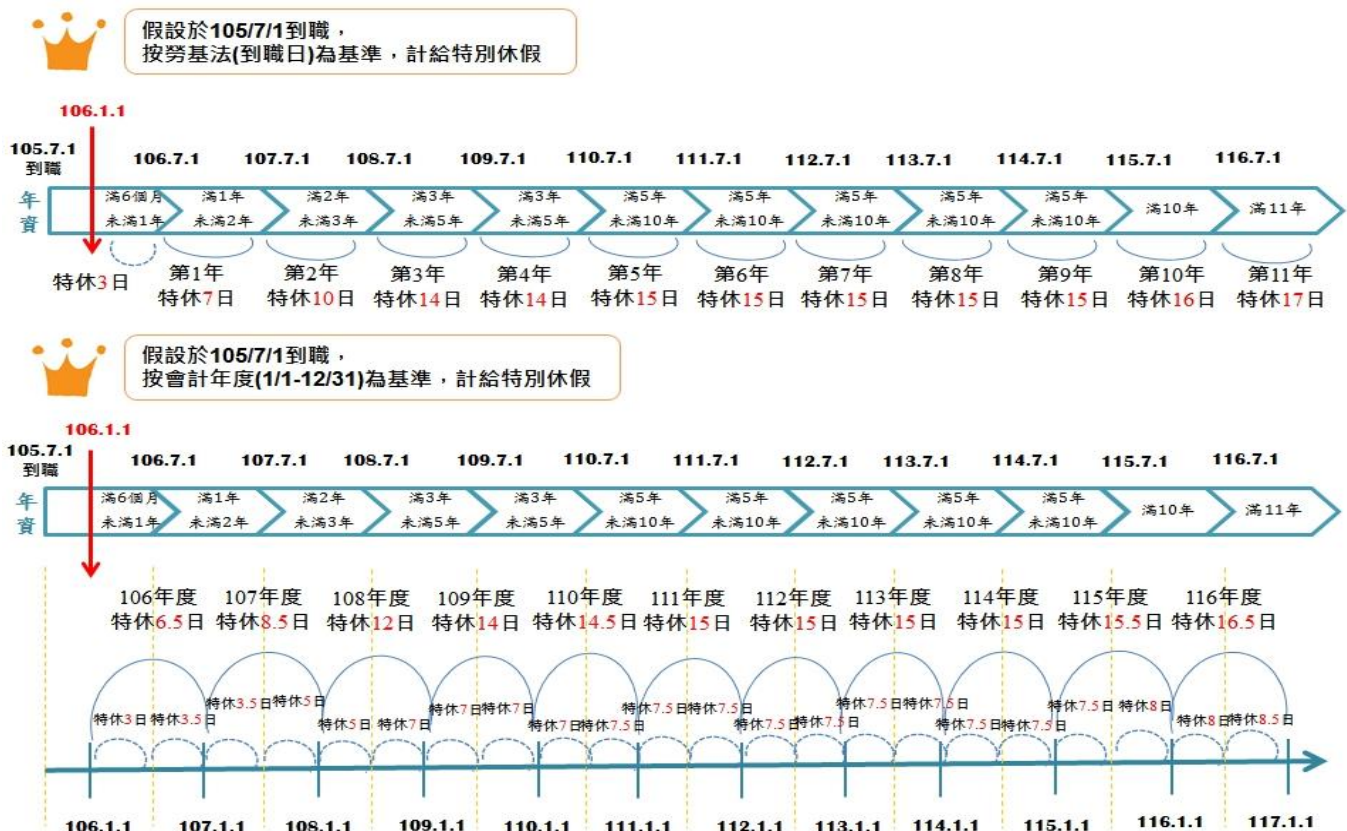 假設於105/7/1到職，
按勞基法(到職日)為基準，計給特別休假
106.1.1
105.7.1
到職
106.7.1 107.7.1 108.7.1 109.7.1 110.7.1 111.7.1 112.7.1 113.7.1 114.7.1 115.7.1 116.7.1
年資
滿6個月 滿1年 滿2年 滿3年 滿3年 滿5年 滿5年 滿5年 滿5年 滿5年 滿10年 滿11年
未滿1年 未滿2年 未滿3年 未滿5年 未滿5年 未滿10年 未滿10年 未滿10年 未滿10年 未滿10年
特休3日
第1年 第2年 第3年 第4年 第5年 第6年 第7年 第8年 第9年 第10年 第11年
特休7日 特休10日 特休14日 特休14日 特休15日 特休15日 特休15日 特休15日 特休15日 特休16日 特休17日
假設於105/7/1到職，
按會計年度(1/1-12/31)為基準，計給特別休假
106.1.1
105.7.1
到職
106.7.1 107.7.1 108.7.1 109.7.1 110.7.1 111.7.1 112.7.1 113.7.1 114.7.1 115.7.1 116.7.1
年資
滿6個月 滿1年 滿2年 滿3年 滿3年 滿5年 滿5年 滿5年 滿5年 滿5年 滿10年 滿11年
未滿1年 未滿2年 未滿3年 未滿5年 未滿5年 未滿10年 未滿10年 未滿10年 未滿10年 未滿10年
106年度 107年度 108年度 109年度 110年度 111年度 112年度 113年度 114年度 115年度 116年度
特休6.5日 特休8.5日 特休12日 特休14日 特休14.5日 特休15日 特休15日 特休15日 特休15日 特休15.5日 特休16.5日
特休3日 特休3.5日 特休3.5日 特休5日 特休5日 特休7日 特休7日 特休7日 特休7日 特休7.5日 特休7.5日 特休7.5日 特休7.5日 特休7.5日 特休7.5日 特休7.5日 特休7.5日 特休7.5日 特休7.5日 特休8日 特休8日 特休8.5日
106.1.1 107.1.1 108.1.1 109.1.1 110.1.1 111.1.1 112.1.1 113.1.1 114.1.1 115.1.1 116.1.1 117.1.1